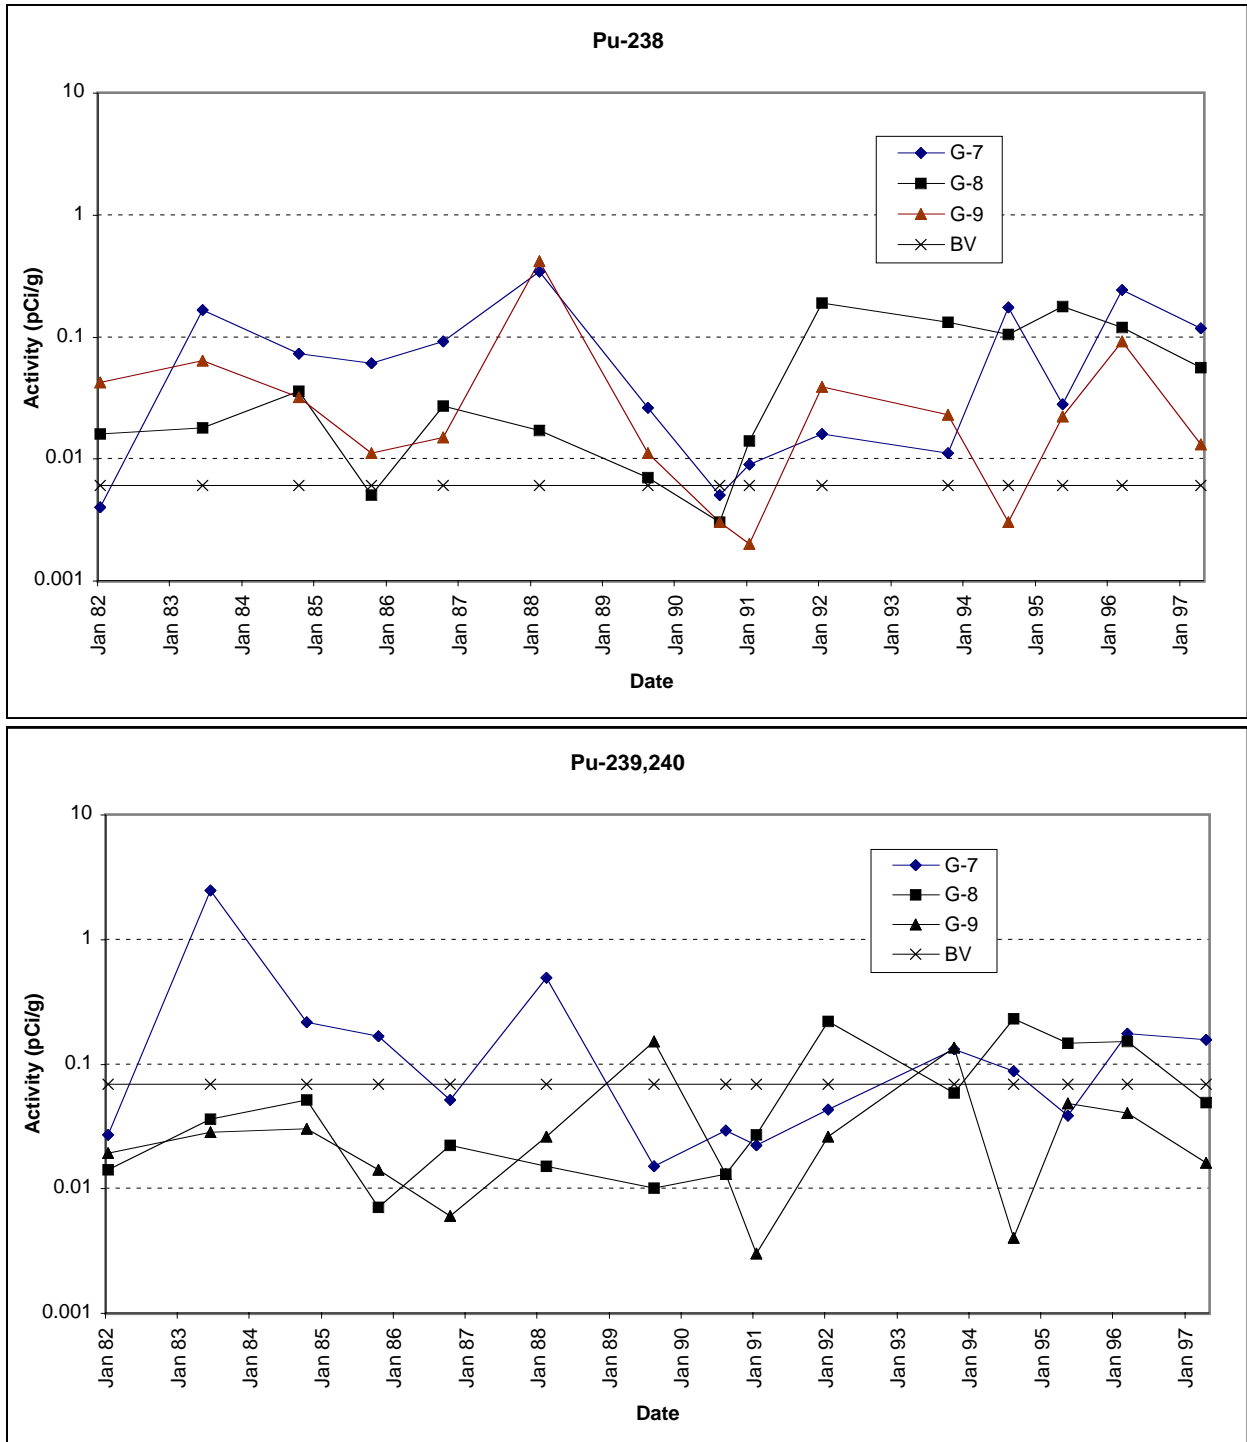 Pu-238
10
1
0.1
0.01
0.001
Activity (pCi/g)
G-7
G-8
G-9
BV
Jan 82
Jan 83
Jan 84
Jan 85
Jan 86
Jan 87
Jan 88
Jan 89
Jan 90
Jan 91
Jan 92
Jan 93
Jan 94
Jan 95
Jan 96
Jan 97
Date
Pu-239,240
10
1
0.1
0.01
0.001
Activity (pCi/g)
G-7
G-8
G-9
BV
Jan 82
Jan 83
Jan 84
Jan 85
Jan 86
Jan 87
Jan 88
Jan 89
Jan 90
Jan 91
Jan 92
Jan 93
Jan 94
Jan 95
Jan 96
Jan 97
Date